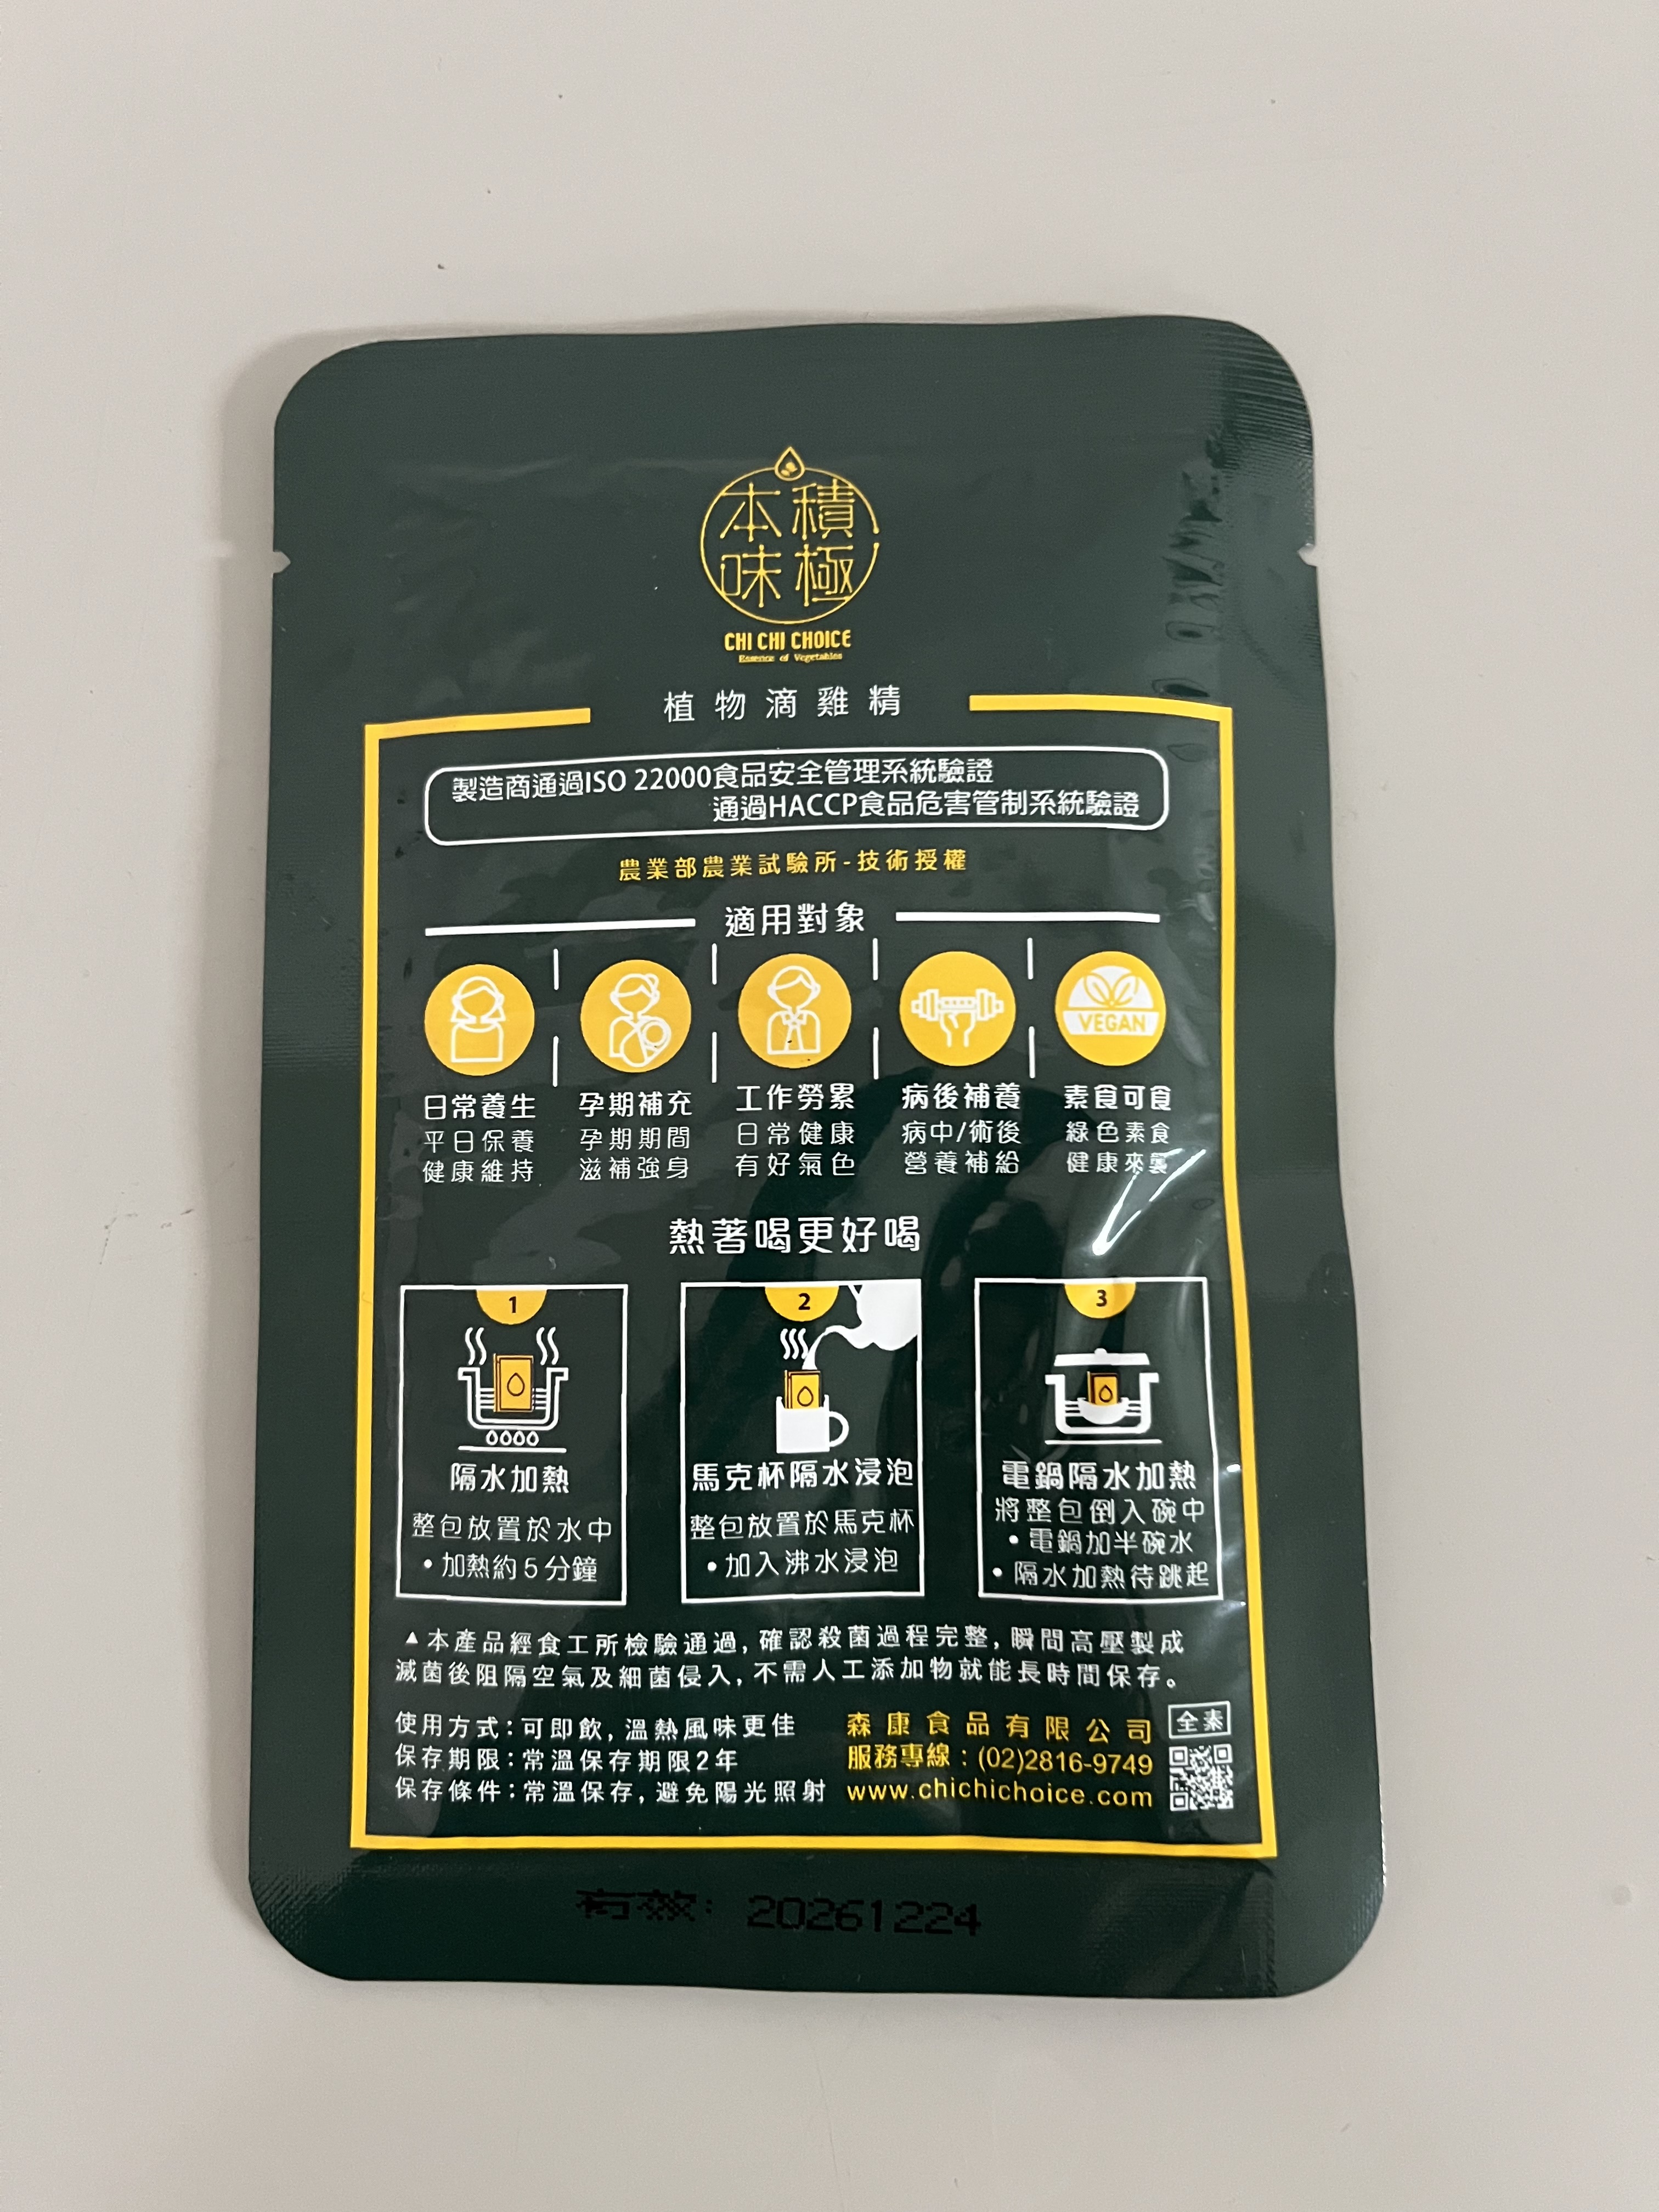 積極
本味
CHI CHI CHOICE
Essence of Vegetables
植物滴雞精
製造商通過ISO 22000食品安全管理系統驗證
通過HACCP食品危害管制系統驗證
農業部農業試驗所-技術授權
適用對象
VEGAN
日常養生
平日保養
健康維持
孕期補充
孕期期間
滋補強身
工作勞累
日常健康
有好氣色
病後補養
病中/術後
營養補給
素食可食
綠色素食
健康來襲
熱著喝更好喝
1
隔水加熱
整包放置於水中
•加熱約5分鐘
2
馬克杯隔水浸泡
整包放置於馬克杯
•加入沸水浸泡
3
電鍋隔水加熱
將整包倒入碗中
•電鍋加半碗水
•隔水加熱待跳起
▲本產品經食工所檢驗通過,確認殺菌過程完整,瞬間高壓製成
滅菌後阻隔空氣及細菌侵入,不需人工添加物就能長時間保存。
使用方式:可即飲,溫熱風味更佳
保存期限:常溫保存期限2年
保存條件:常溫保存,避免陽光照射
森康食品有限公司
服務專線:(02)2816-9749
www.chichichoice.com
全素
有效: 20261224